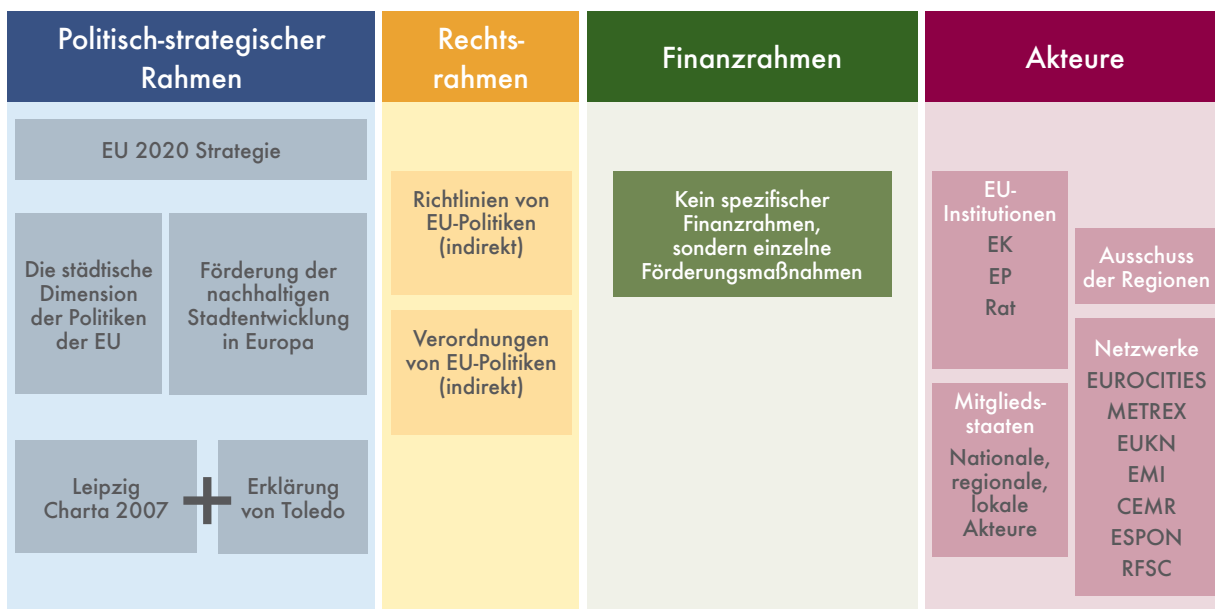 Politisch-strategischer
Rahmen
EU 2020 Strategie
Die städtische
Dimension
der Politiken
der EU
Förderung der
nachhaltigen
Stadtentwicklung
in Europa
Leipzig
Charta 2007
+
Erklärung
von Toledo
Rechts-
rahmen
Richtlinien von
EU-Politiken
(indirekt)
Verordnungen
von EU-Politiken
(indirekt)
Finanzrahmen
Kein spezifischer
Finanzrahmen,
sondern einzelne
Förderungsmaßnahmen
Akteure
EU-
Institutionen
EK
EP
Rat
Mitglieds-
staaten
Nationale,
regionale,
lokale
Akteure
Ausschuss
der Regionen
Netzwerke
EUROCITIES
METREX
EUKN
EMI
CEMR
ESPON
RFSC